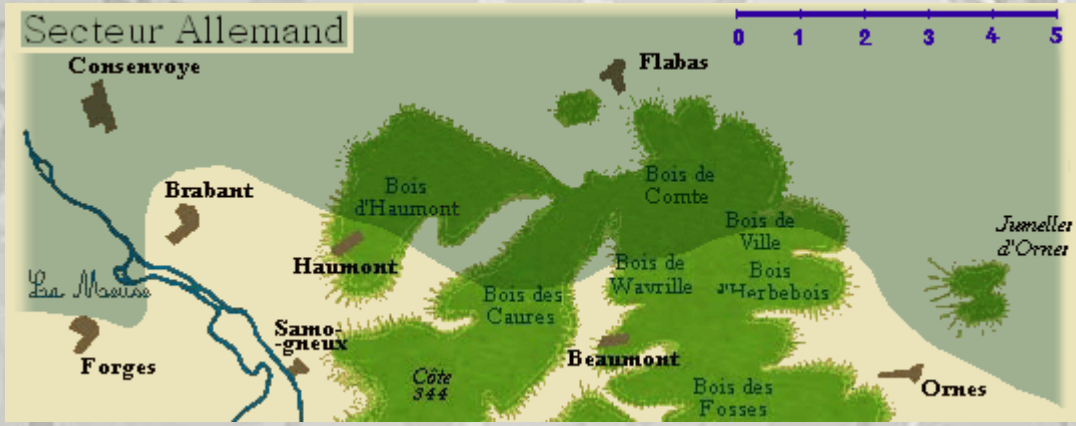 Secteur Allemand
0 1 2 3 4 5
Consenvoye
Flabas
Brabant
Bois
d'Haumont
Bois de
Comte
Bois de
Ville
Jumelles
d'Ornes
Haumont
La Meuse
Bois de
Wavrille
Bois
d'Herbebois
Bois des
Caures
Samo-
-gneux
Forges
Beaumont
Côte
344
Bois des
Fosses
Ornes